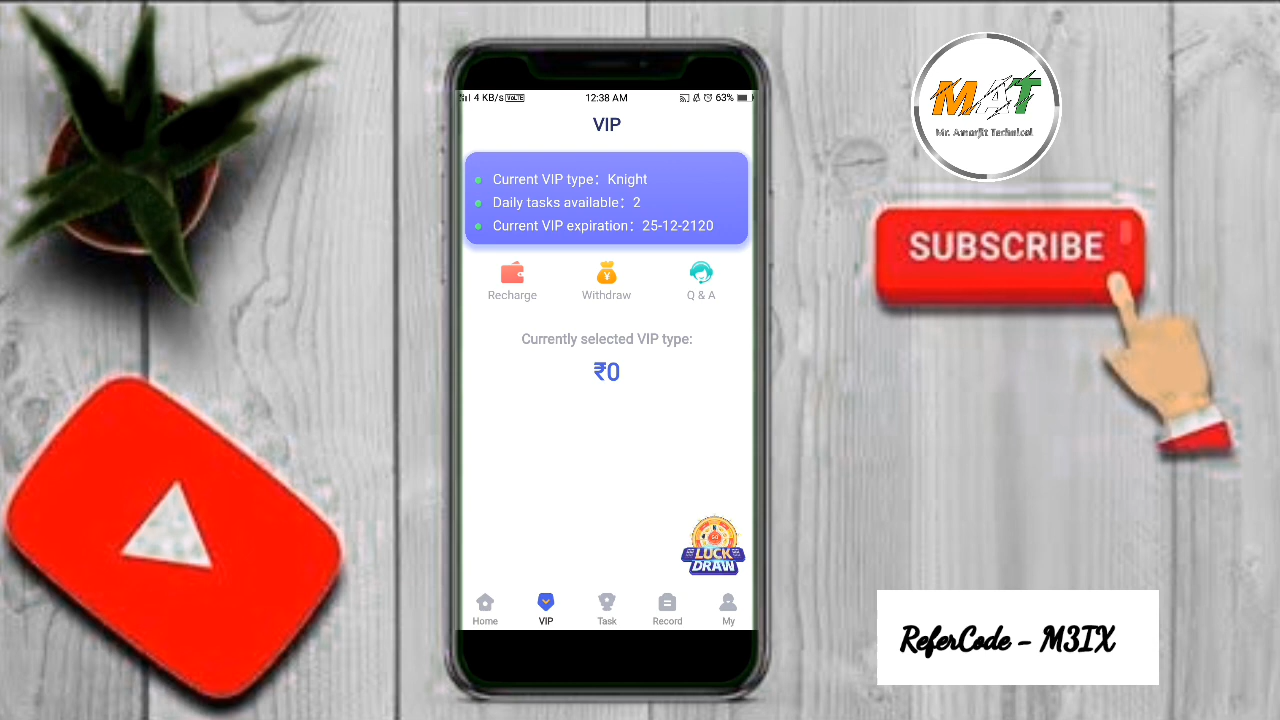 4 KB/s VoLTE 12:38 AM 63%
VIP
Current VIP type：Knight
Daily tasks available：2
Current VIP expiration：25-12-2120
Recharge Withdraw Q & A
Currently selected VIP type:
₹0
LUCK
DRAW
Home VIP Task Record My
MAT
Mr. Amarjit Technical
SUBSCRIBE
ReferCode - M3IX